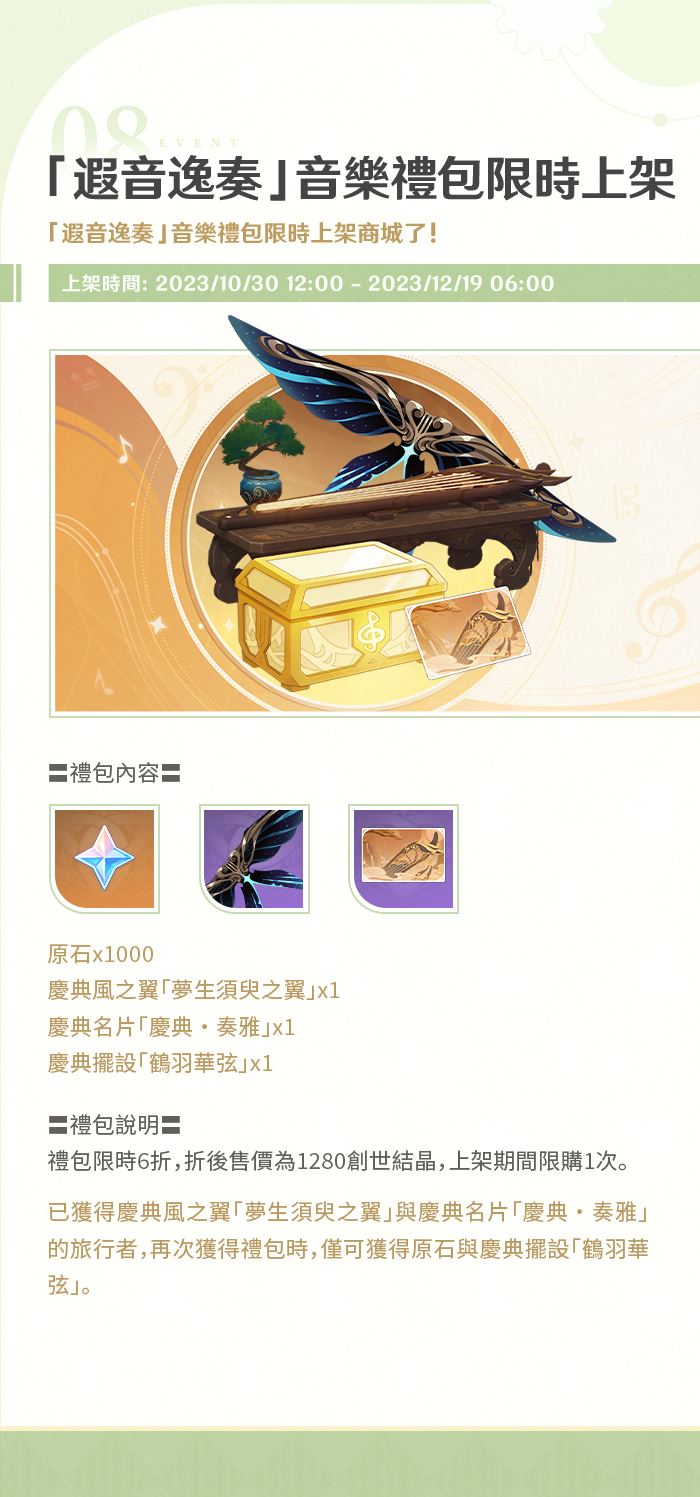 08
EVENT
「遐音逸奏」音樂禮包限時上架
「遐音逸奏」音樂禮包限時上架商城了！
上架時間: 2023/10/30 12:00 – 2023/12/19 06:00
〓禮包內容〓
原石x1000
慶典風之翼「夢生須臾之翼」x1
慶典名片「慶典・奏雅」x1
慶典擺設「鶴羽華弦」x1
〓禮包說明〓
禮包限時6折，折後售價為1280創世結晶，上架期間限購1次。
已獲得慶典風之翼「夢生須臾之翼」與慶典名片「慶典・奏雅」
的旅行者，再次獲得禮包時，僅可獲得原石與慶典擺設「鶴羽華
弦」。